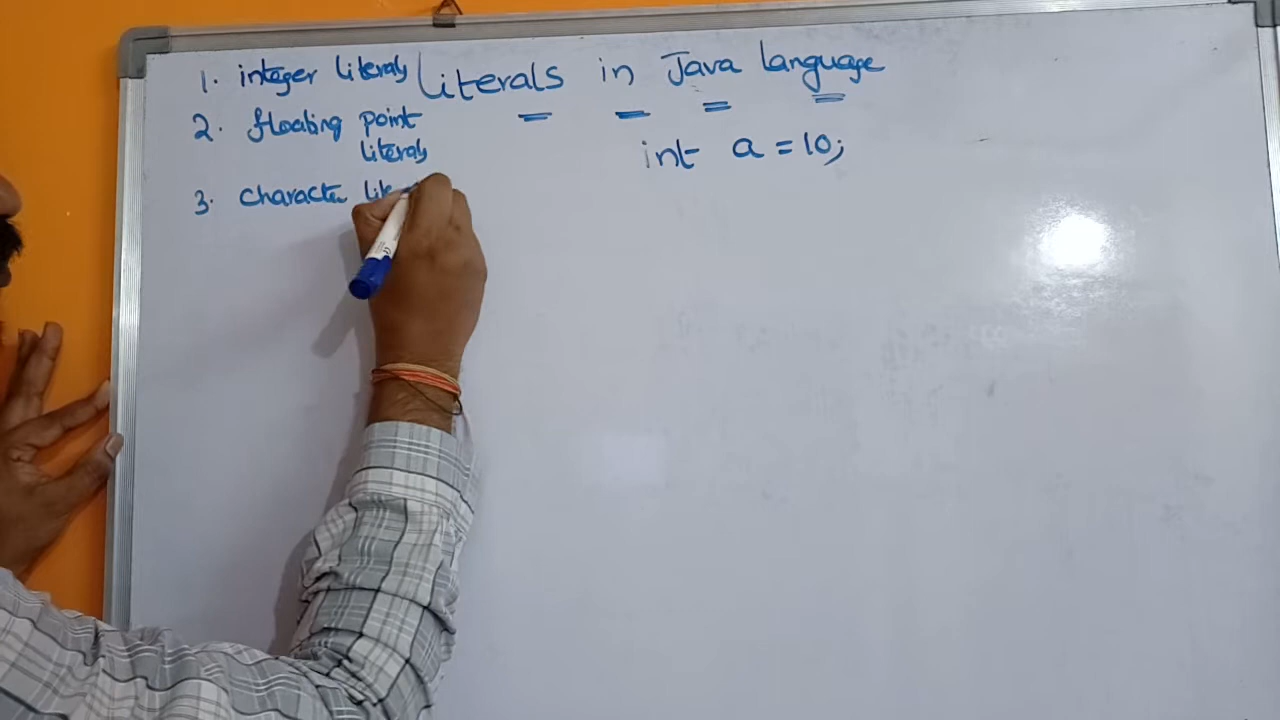 Literals in Java language
1. integer literals
2. floating point
literals
3. character
int a = 10;